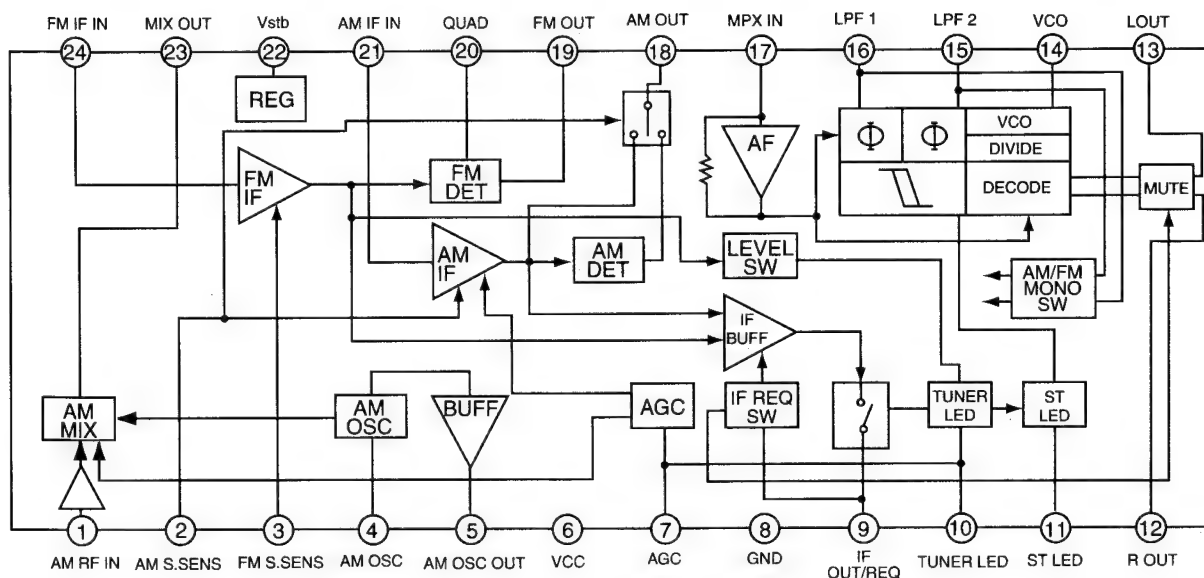 FM IF IN
MIX OUT
Vstb
AM IF IN
QUAD
FM OUT
AM OUT
MPX IN
LPF 1
LPF 2
VCO
LOUT
24
23
22
21
20
19
18
17
16
15
14
13
REG
FM
IF
FM
DET
AF
Φ
Φ
VCO
DIVIDE
DECODE
MUTE
AM
IF
AM
DET
LEVEL
SW
AM/FM
MONO
SW
IF
BUFF
AM
MIX
AM
OSC
BUFF
AGC
IF REQ
SW
TUNER
LED
ST
LED
1
2
3
4
5
6
7
8
9
10
11
12
AM RF IN
AM S.SENS
FM S.SENS
AM OSC
AM OSC OUT
VCC
AGC
GND
IF
OUT/REQ
TUNER LED
ST LED
R OUT